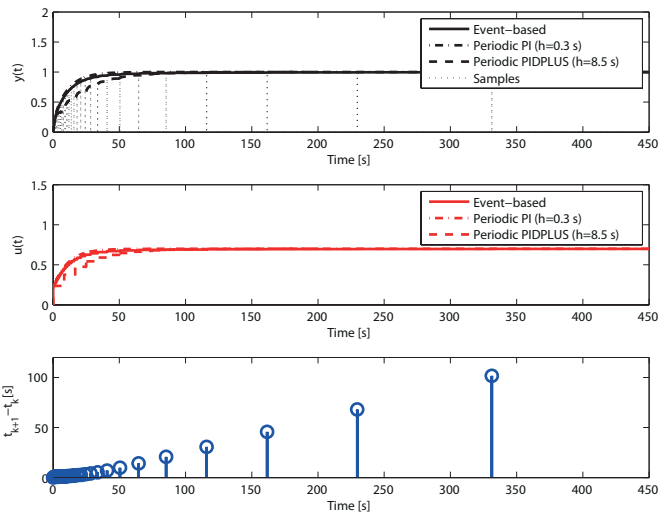 2
1.5
1
0.5
0
y(t)
Event−based
Periodic PI (h=0.3 s)
Periodic PIDPLUS (h=8.5 s)
Samples
0 50 100 150 200 250 300 350 400 450
Time [s]
1.5
1
0.5
0
u(t)
Event−based
Periodic PI (h=0.3 s)
Periodic PIDPLUS (h=8.5 s)
0 50 100 150 200 250 300 350 400 450
Time [s]
100
50
0
t_{k+1}−t_k [s]
0 50 100 150 200 250 300 350 400 450
Time [s]